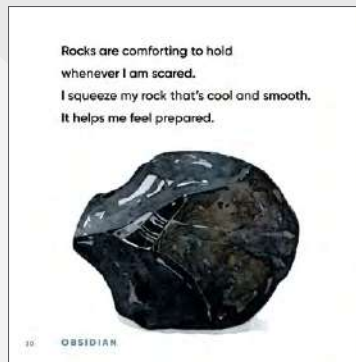 Rocks are comforting to hold
whenever I am scared.
I squeeze my rock that's cool and smooth.
It helps me feel prepared.
20 OBSIDIAN